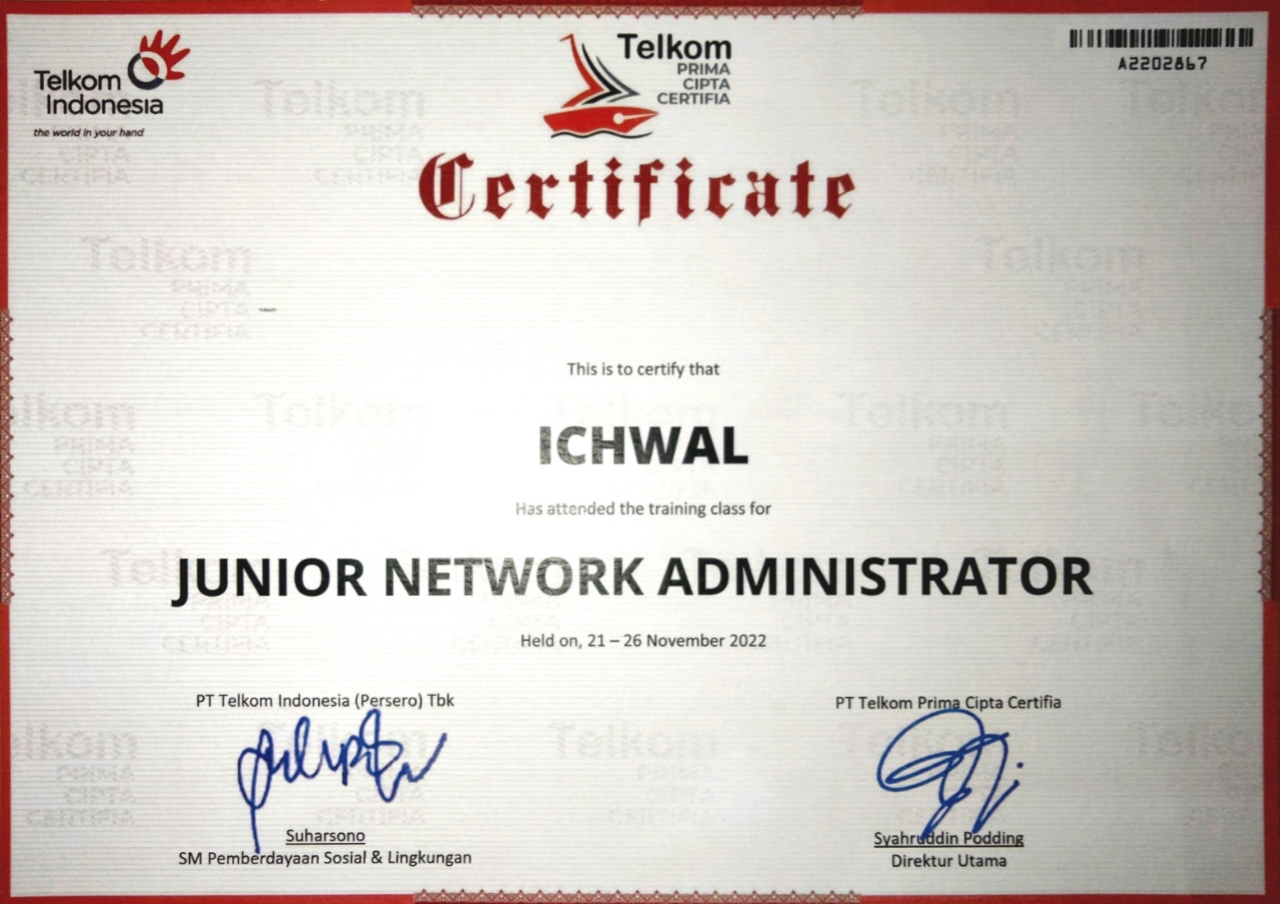 Telkom
Indonesia
the world in your hand
Telkom
PRIMA
CIPTA
CERTIFIA
A2202867
Certificate
This is to certify that
ICHWAL
Has attended the training class for
JUNIOR NETWORK ADMINISTRATOR
Held on, 21 – 26 November 2022
PT Telkom Indonesia (Persero) Tbk
PT Telkom Prima Cipta Certifia
Suharsono
SM Pemberdayaan Sosial & Lingkungan
Syahruddin Podding
Direktur Utama